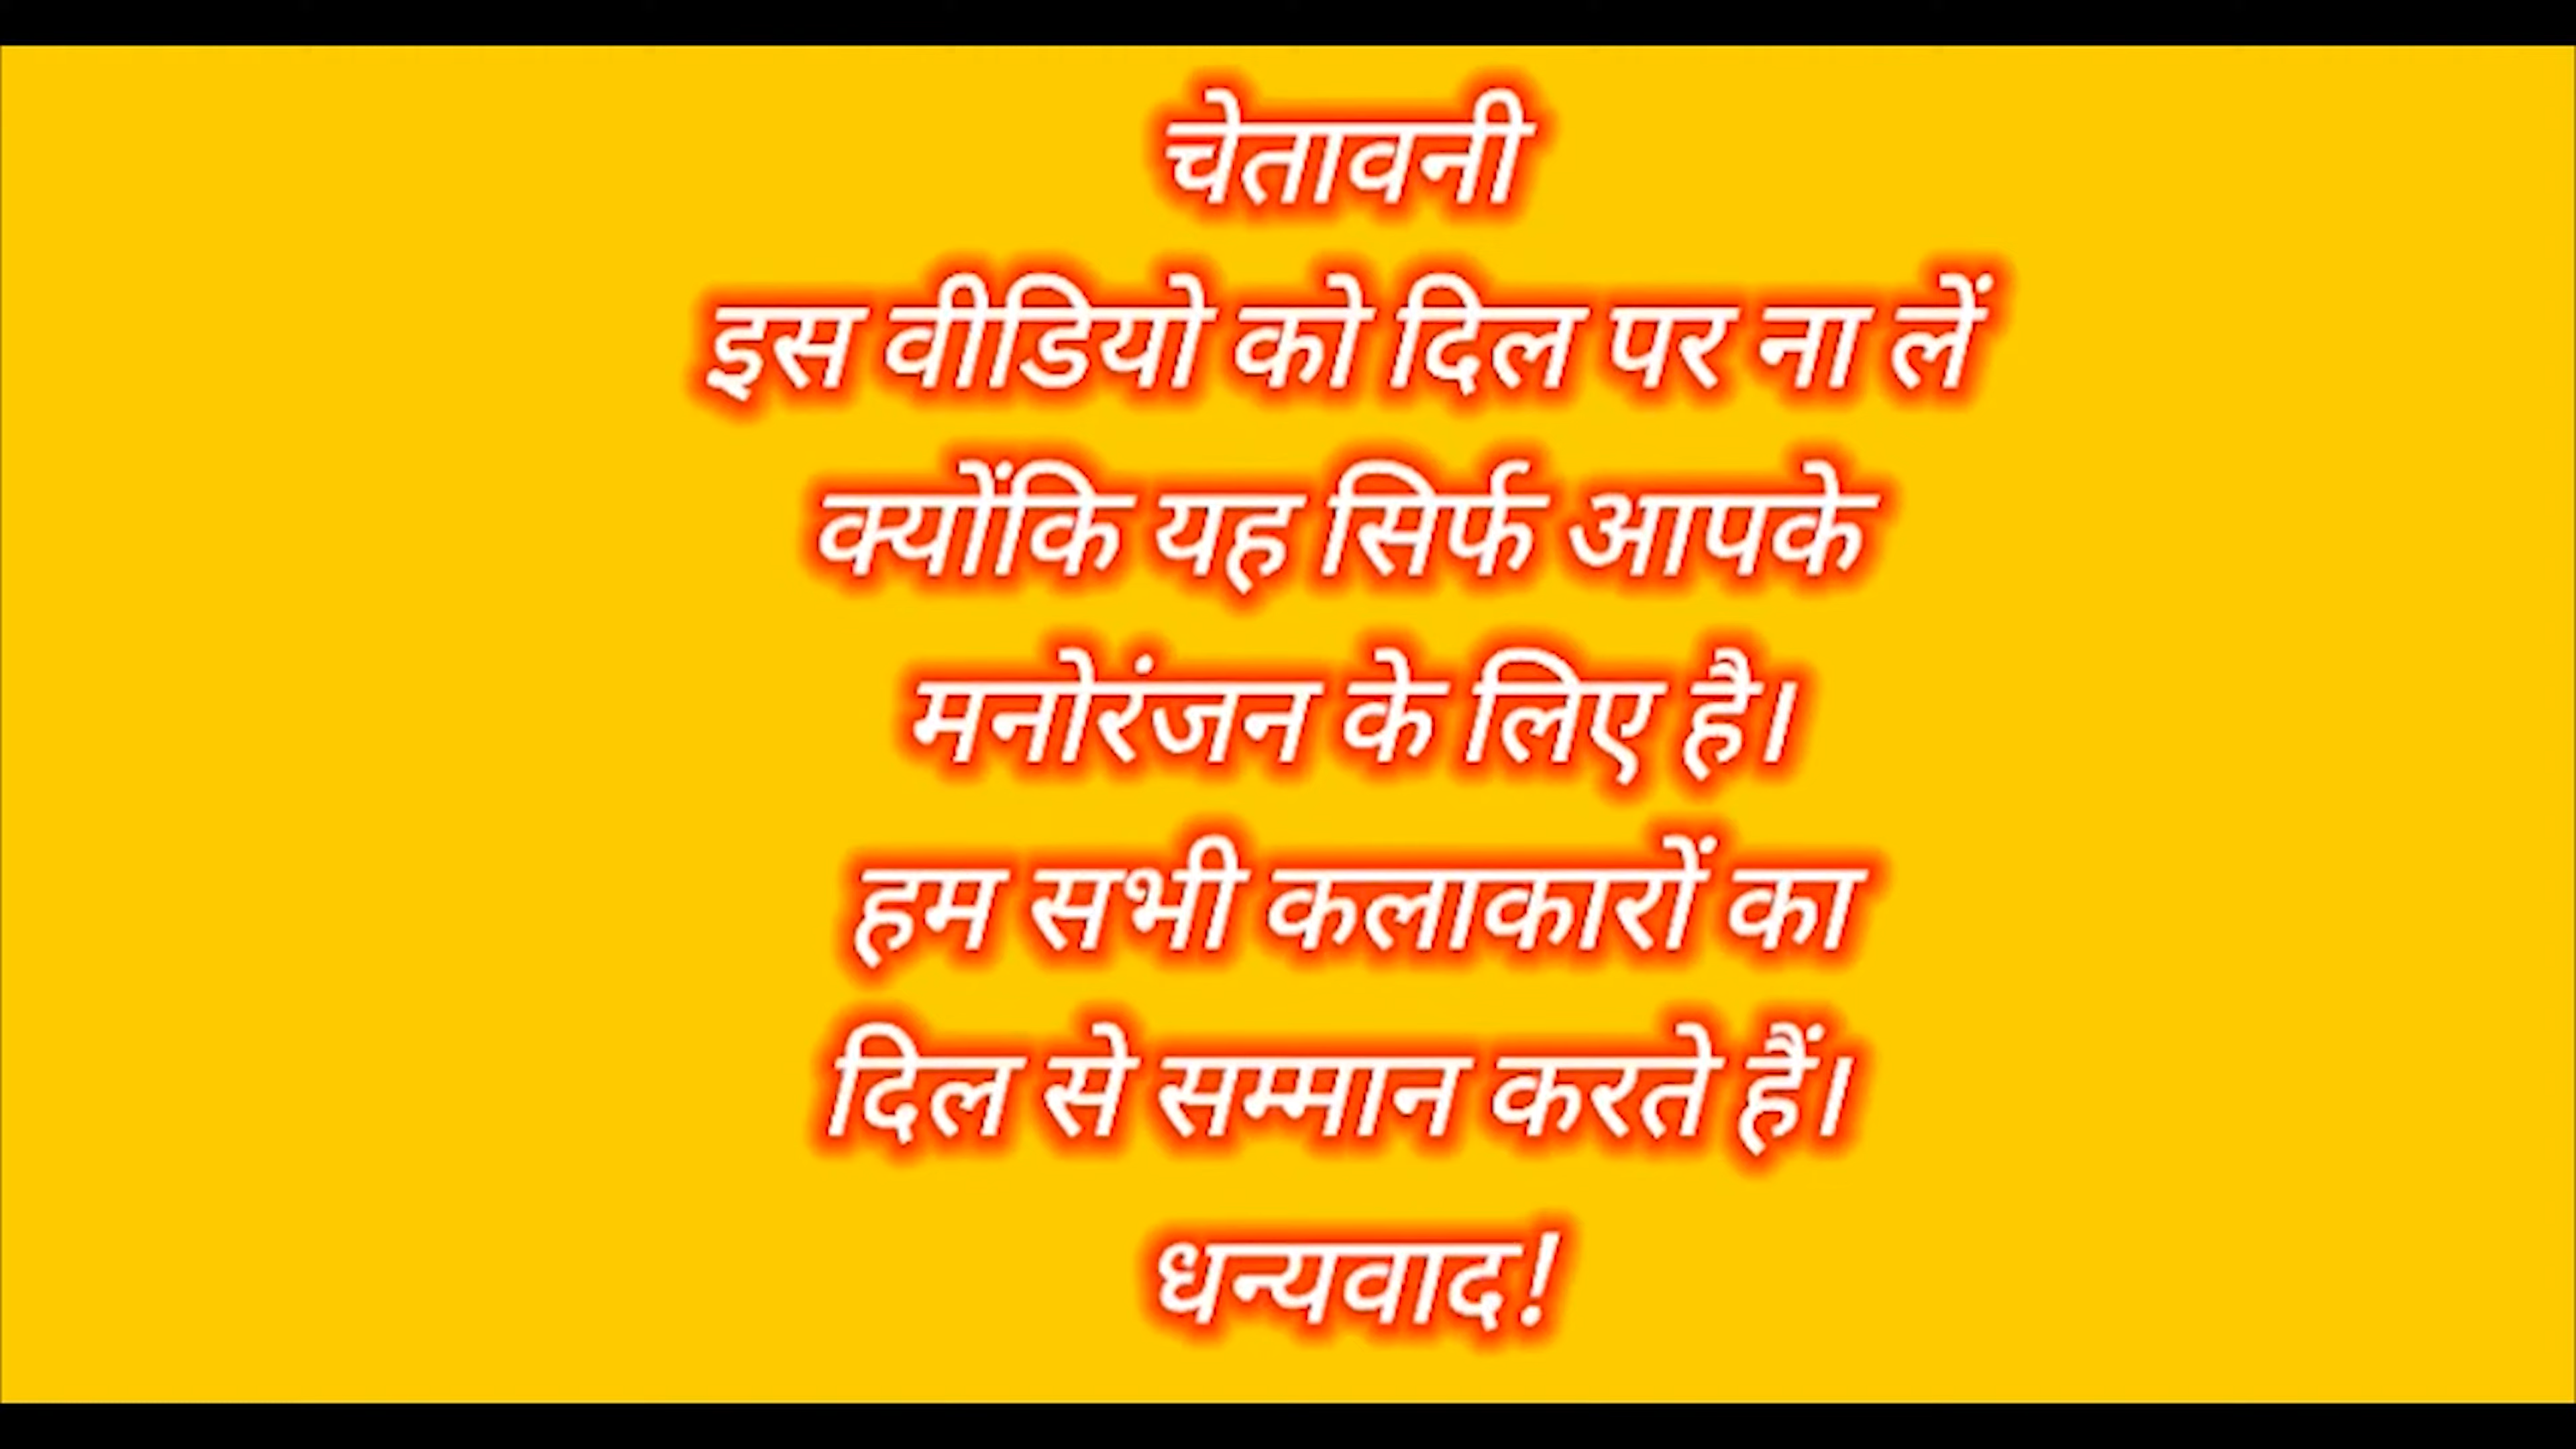 चेतावनी
इस वीडियो को दिल पर ना लें
क्योंकि यह सिर्फ आपके
मनोरंजन के लिए है।
हम सभी कलाकारों का
दिल से सम्मान करते हैं।
धन्यवाद!